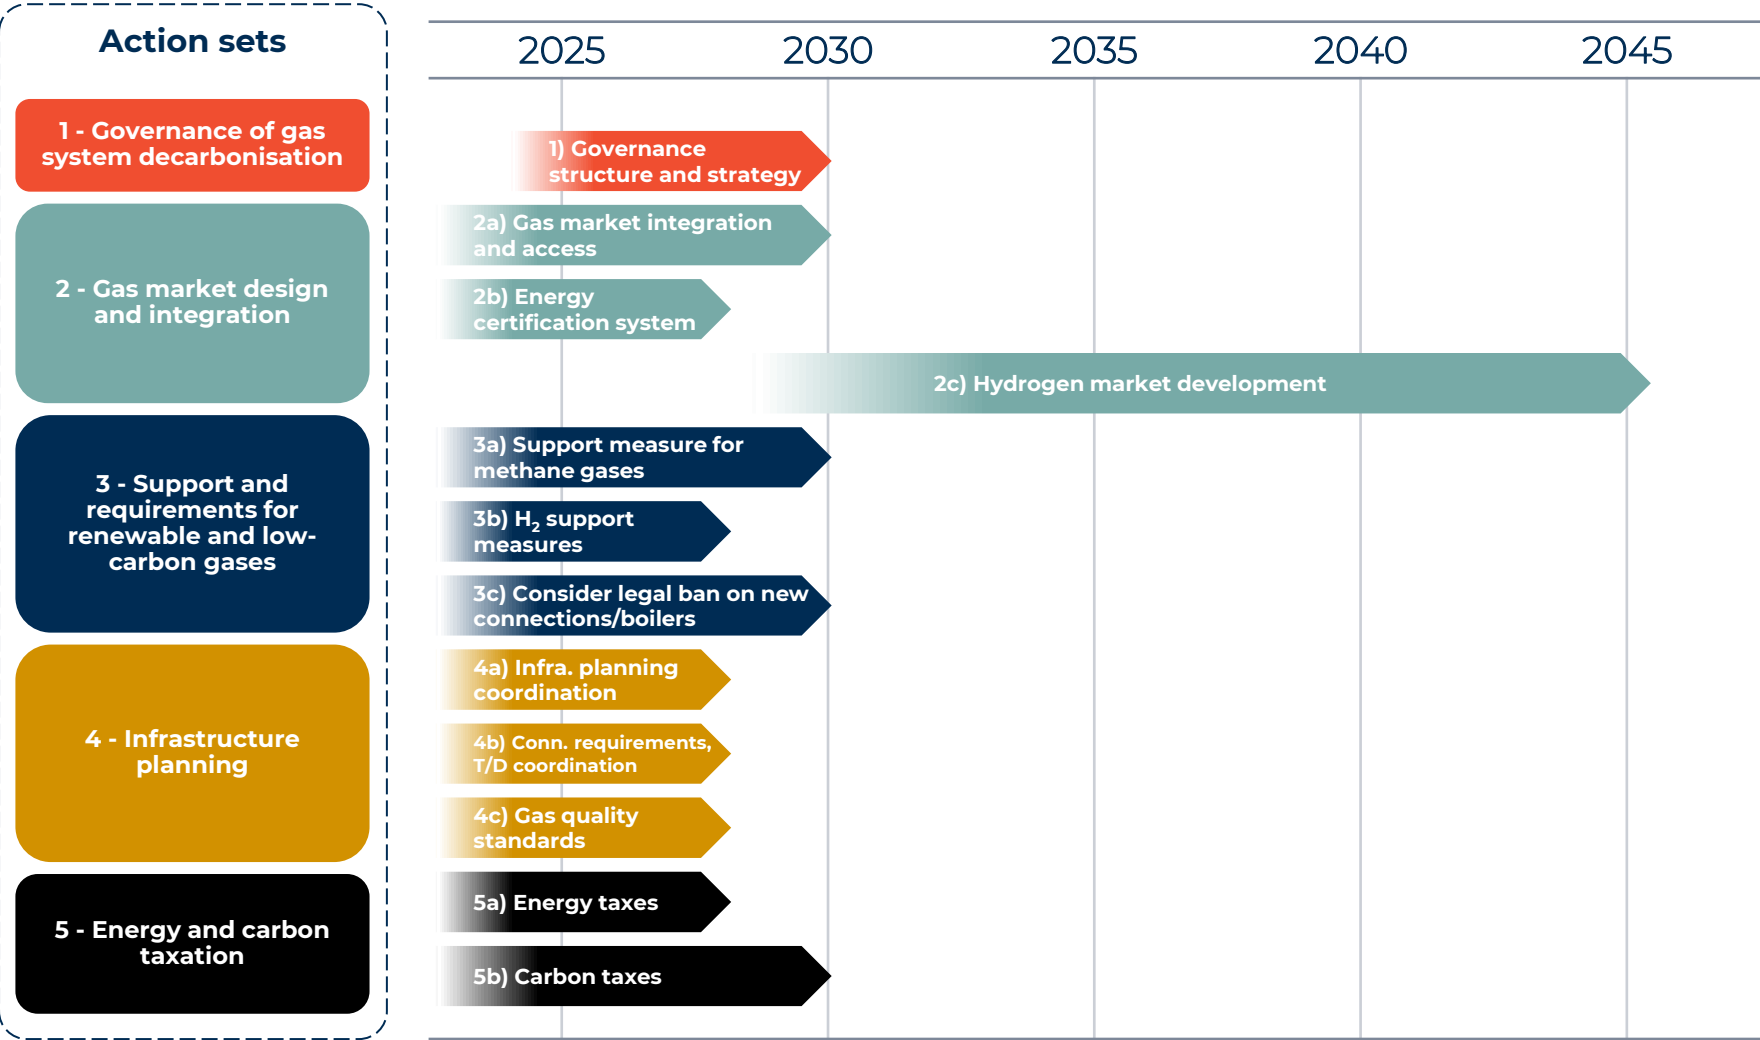 Action sets
1 - Governance of gas
system decarbonisation
2 - Gas market design
and integration
3 - Support and
requirements for
renewable and low-
carbon gases
4 - Infrastructure
planning
5 - Energy and carbon
taxation
2025 2030 2035 2040 2045
1) Governance
structure and strategy
2a) Gas market integration
and access
2b) Energy
certification system
2c) Hydrogen market development
3a) Support measure for
methane gases
3b) H₂ support
measures
3c) Consider legal ban on new
connections/boilers
4a) Infra. planning
coordination
4b) Conn. requirements,
T/D coordination
4c) Gas quality
standards
5a) Energy taxes
5b) Carbon taxes